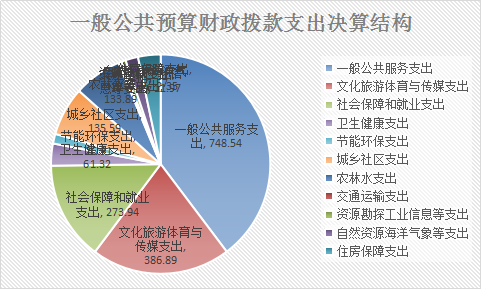 一般公共预算财政拨款支出决算结构
一般公共服务支
出, 748.54
文化旅游体育与
传媒支出,
386.89
社会保障和就业
支出, 273.94
卫生健康支出,
61.32
节能环保支出,
城乡社区支出,
135.59
133.89
一般公共服务支出
文化旅游体育与传媒支出
社会保障和就业支出
卫生健康支出
节能环保支出
城乡社区支出
农林水支出
交通运输支出
资源勘探工业信息等支出
自然资源海洋气象等支出
住房保障支出